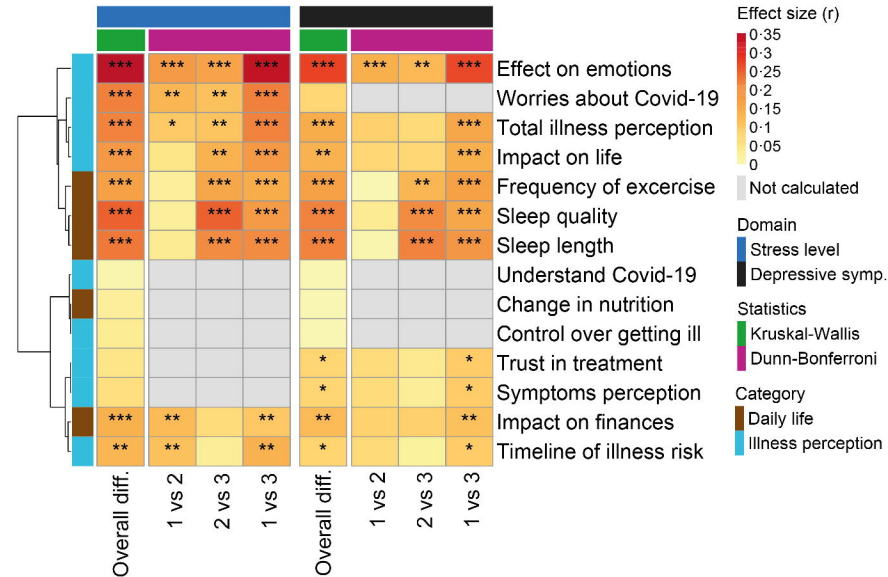 Effect size (r)
0·35
0·35
0·25
0·20
0·15
0·1
0·05
0
Not calculated
Domain
Stress level
Depressive symp.
Statistics
Kruskal-Wallis
Dunn-Bonferroni
Category
Daily life
Illness perception
*** *** *** *** *** *** ** *** Effect on emotions
*** ** ** *** Worries about Covid-19
*** * ** *** *** *** Total illness perception
*** ** *** ** *** Impact on life
*** *** *** *** ** *** Frequency of excercise
*** *** *** *** *** *** Sleep quality
*** *** *** *** *** *** Sleep length
Understand Covid-19
Change in nutrition
Control over getting ill
* * Trust in treatment
* * Symptoms perception
*** ** ** ** ** Impact on finances
** ** ** * * Timeline of illness risk
Overall diff.
1 vs 2
2 vs 3
1 vs 3
Overall diff.
1 vs 2
2 vs 3
1 vs 3